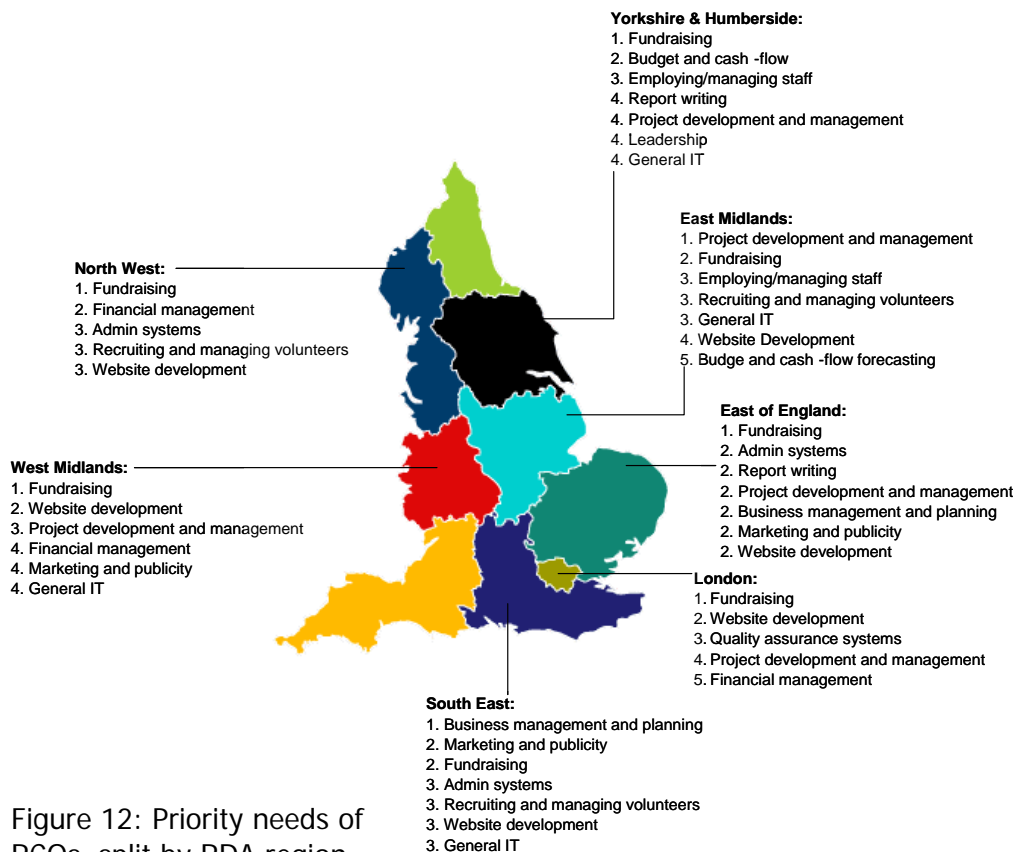 Yorkshire & Humberside:
1. Fundraising
2. Budget and cash -flow
3. Employing/managing staff
4. Report writing
4. Project development and management
4. Leadership
4. General IT
East Midlands:
1. Project development and management
2. Fundraising
3. Employing/managing staff
3. Recruiting and managing volunteers
3. General IT
4. Website Development
5. Budge and cash -flow forecasting
North West:
1. Fundraising
2. Financial management
3. Admin systems
3. Recruiting and managing volunteers
3. Website development
East of England:
1. Fundraising
2. Admin systems
2. Report writing
2. Project development and management
2. Business management and planning
2. Marketing and publicity
2. Website development
West Midlands:
1. Fundraising
2. Website development
3. Project development and management
4. Financial management
4. Marketing and publicity
4. General IT
London:
1. Fundraising
2. Website development
3. Quality assurance systems
4. Project development and management
5. Financial management
South East:
1. Business management and planning
2. Marketing and publicity
2. Fundraising
3. Admin systems
3. Recruiting and managing volunteers
3. Website development
3. General IT
Figure 12: Priority needs of
split by RDA region